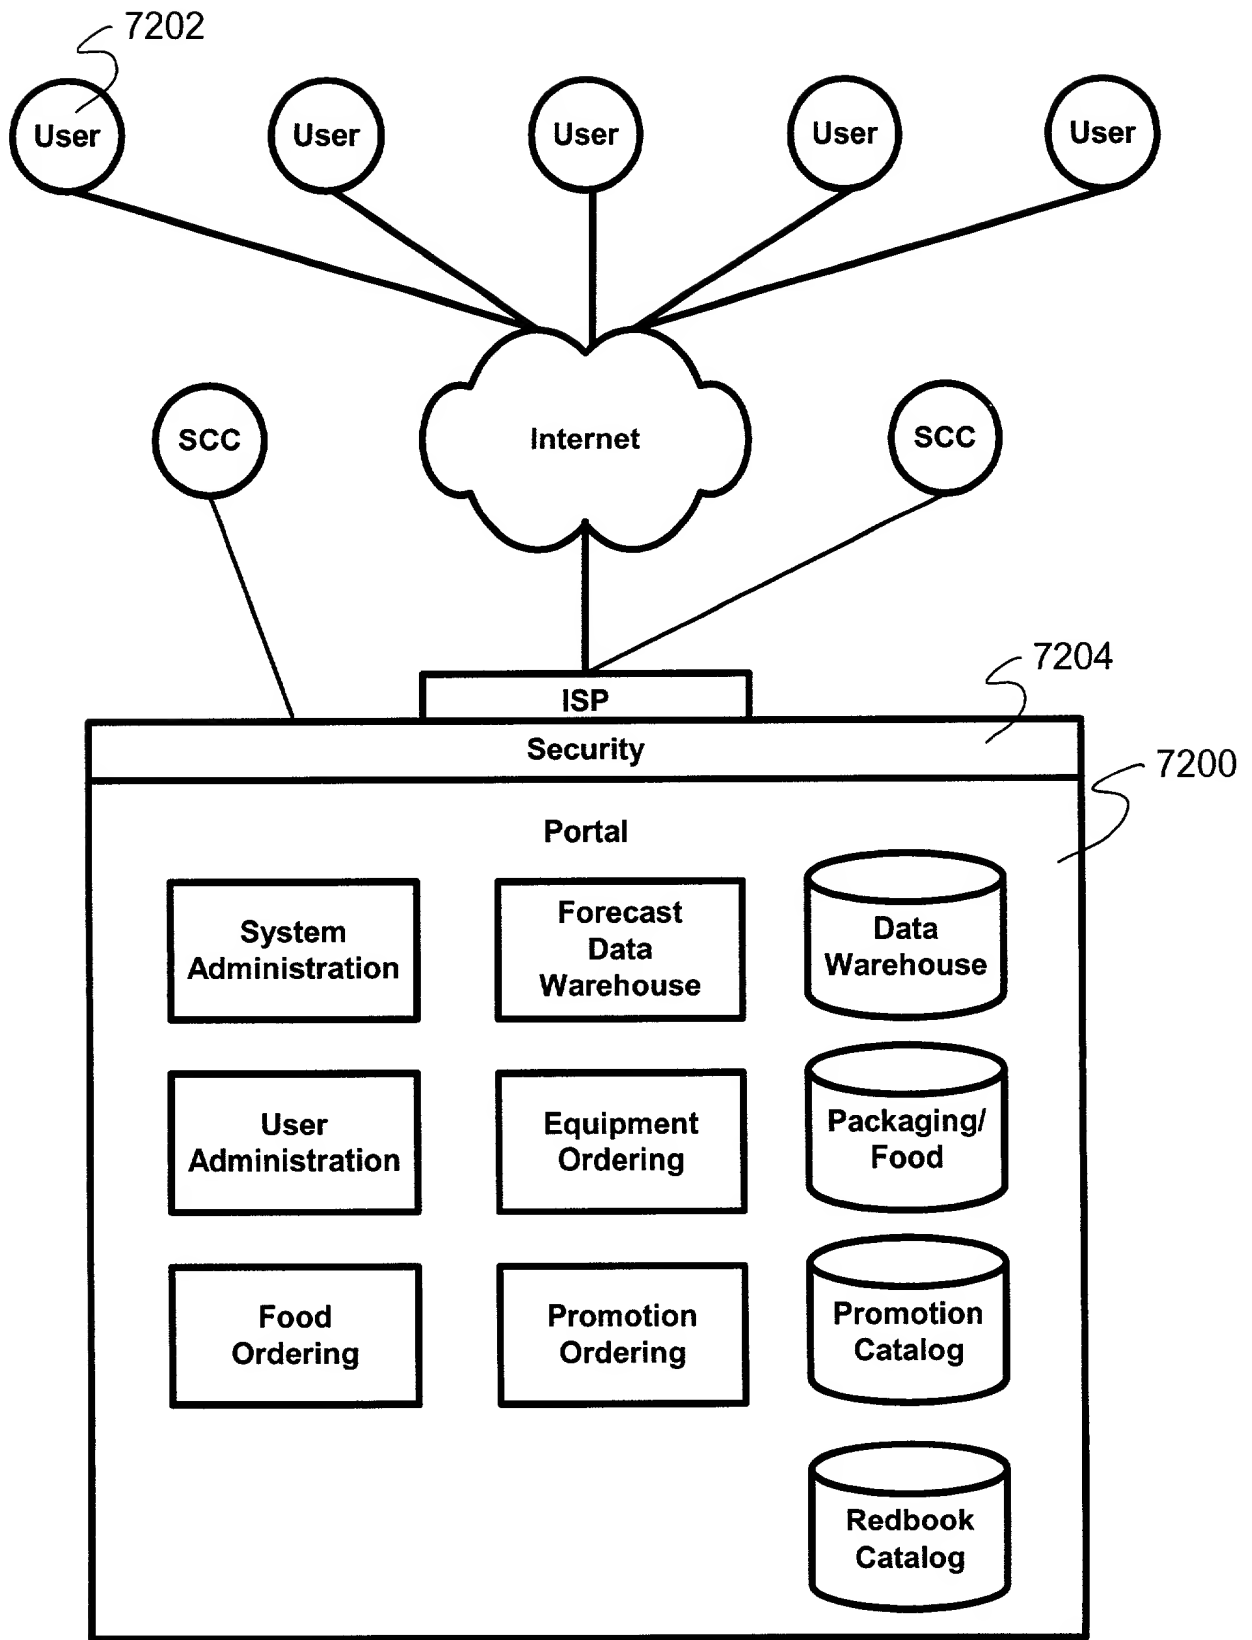 7202
User
User
User
User
User
SCC
Internet
SCC
7204
ISP
Security
7200
Portal
System
Administration
Forecast
Data
Warehouse
Data
Warehouse
User
Administration
Equipment
Ordering
Packaging/
Food
Food
Ordering
Promotion
Ordering
Promotion
Catalog
Redbook
Catalog